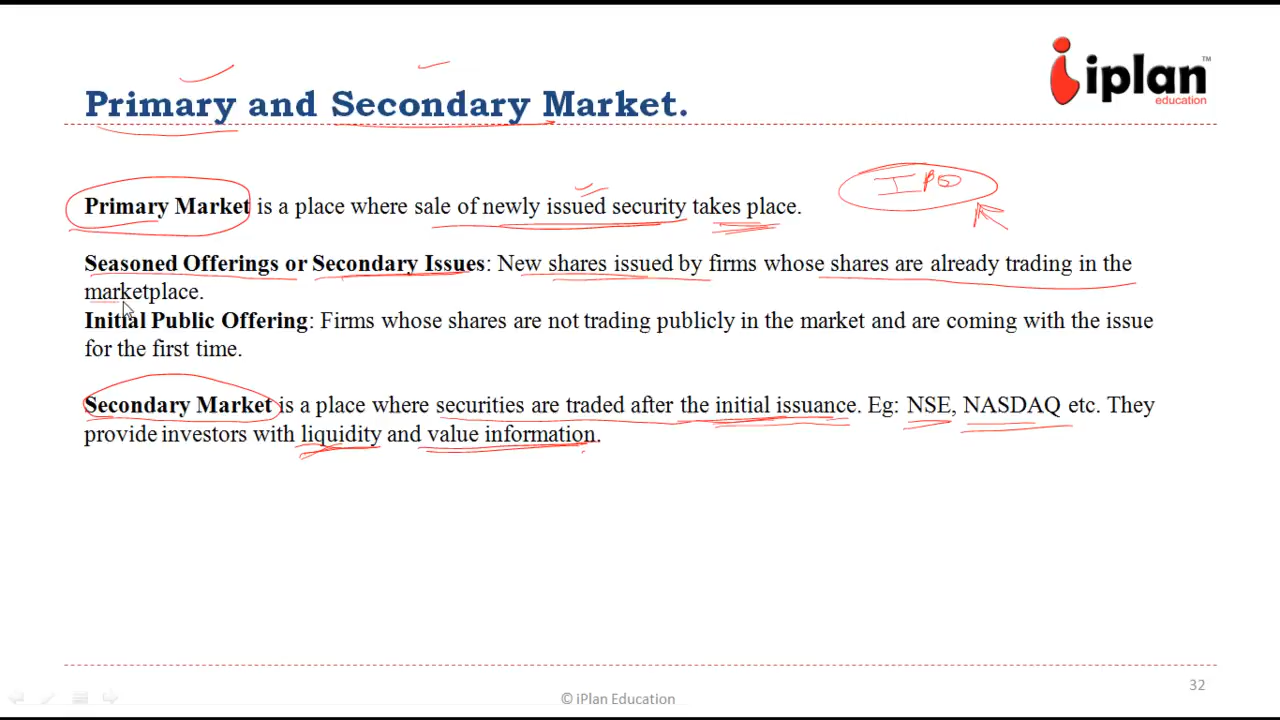 iplan
TM
education
Primary and Secondary Market.
IPO
Primary Market is a place where sale of newly issued security takes place.
Seasoned Offerings or Secondary Issues: New shares issued by firms whose shares are already trading in the
marketplace.
Initial Public Offering: Firms whose shares are not trading publicly in the market and are coming with the issue
for the first time.
Secondary Market is a place where securities are traded after the initial issuance. Eg: NSE, NASDAQ etc. They
provide investors with liquidity and value information.
© iPlan Education
32